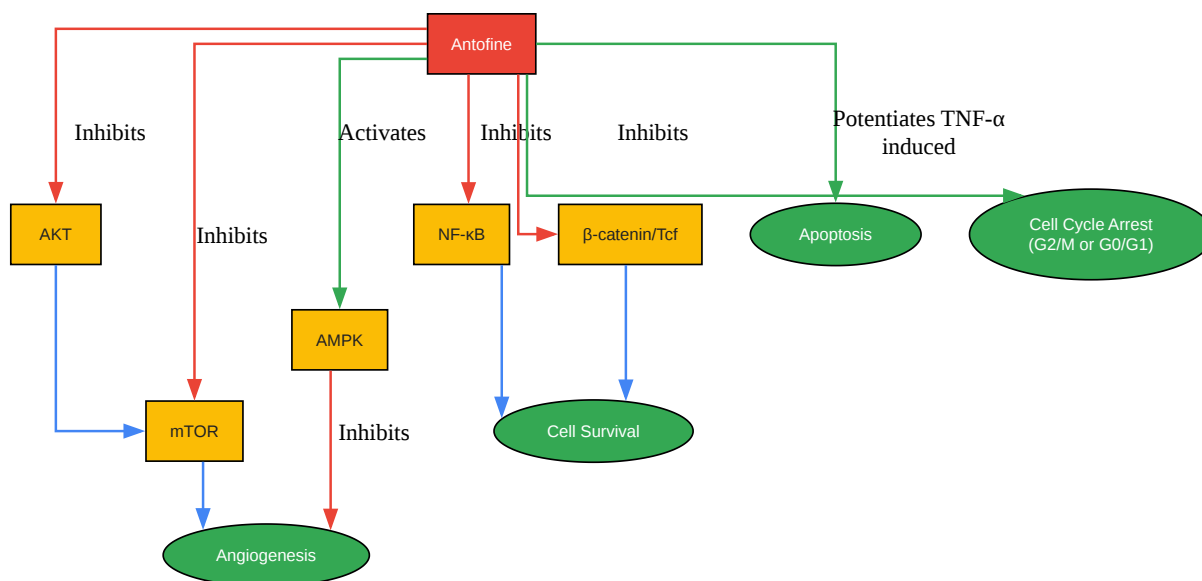 Antofine
Inhibits
Activates
Inhibits
Inhibits
Potentiates TNF-α
induced
Inhibits
AKT
NF-κB
β-catenin/Tcf
Apoptosis
Cell Cycle Arrest
(G2/M or G0/G1)
AMPK
mTOR
Inhibits
Cell Survival
Angiogenesis